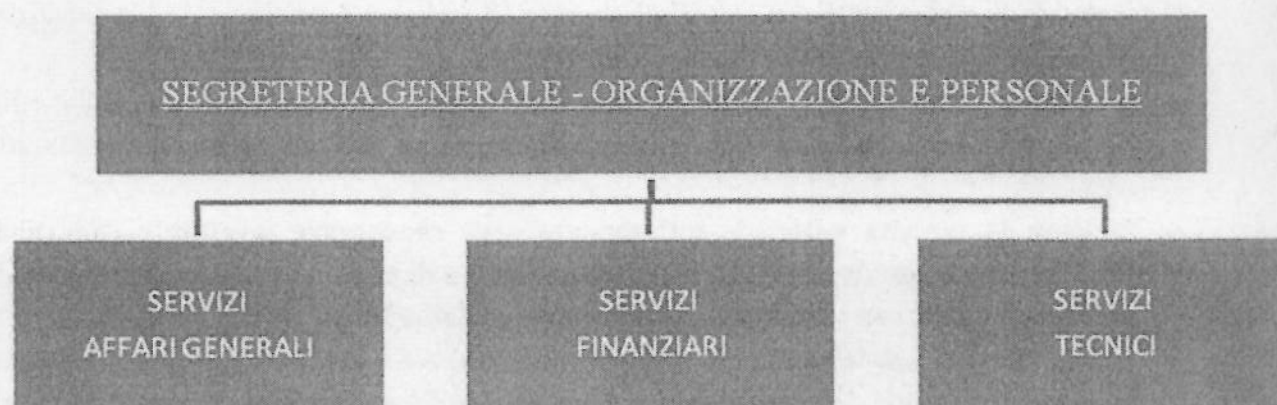 SEGRETERIA GENERALE - ORGANIZZAZIONE E PERSONALE
SERVIZI
AFFARI GENERALI
SERVIZI
FINANZIARI
SERVIZI
TECNICI